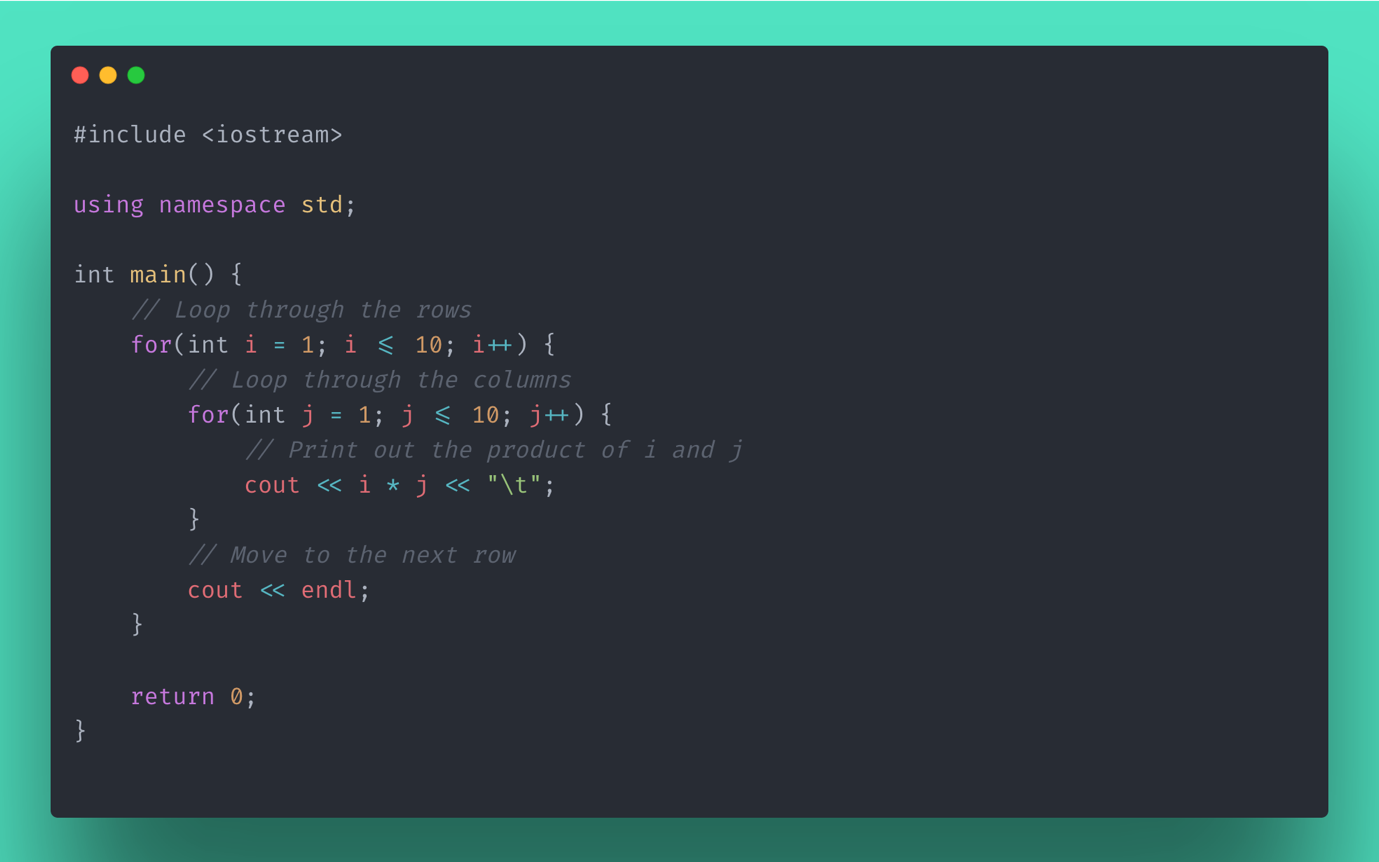 #include <iostream>

using namespace std;

int main() {
    // Loop through the rows
    for(int i = 1; i <= 10; i++) {
        // Loop through the columns
        for(int j = 1; j <= 10; j++) {
            // Print out the product of i and j
            cout << i * j << "\t";
        }
        // Move to the next row
        cout << endl;
    }

    return 0;
}